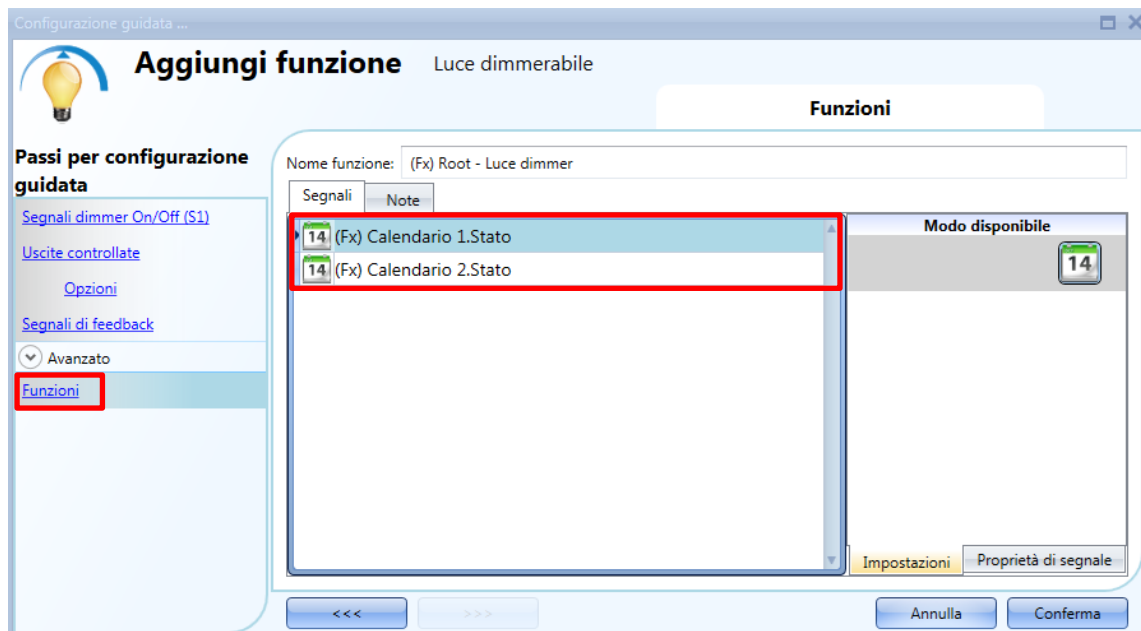 Configurazione guidata ...
Aggiungi funzione Luce dimmerabile
Funzioni
Passi per configurazione
guidata
Segnali dimmer On/Off (S1)
Uscite controllate
Opzioni
Segnali di feedback
Avanzato
Funzioni
Nome funzione: (Fx) Root - Luce dimmer
Segnali Note
14 (Fx) Calendario 1.Stato
14 (Fx) Calendario 2.Stato
Modo disponibile
14
Impostazioni Proprietà di segnale
<<< >>> Annulla Conferma